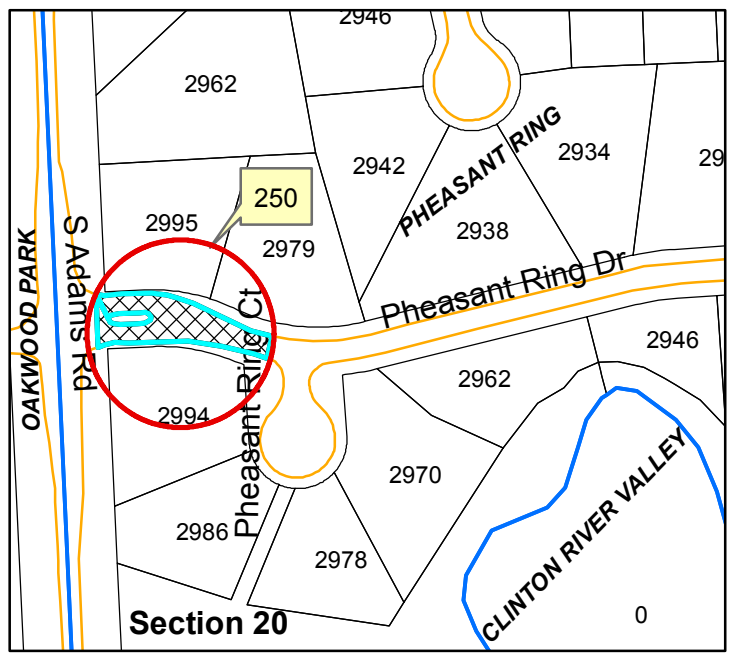 2946
2962
2942
PHEASANT RING
2934
29
250
2995
2979
2938
OAKWOOD PARK
S Adams Rd
Pheasant Ring Ct
Pheasant Ring Dr
2946
2962
2994
2970
2986
2978
CLINTON RIVER VALLEY
0
Section 20